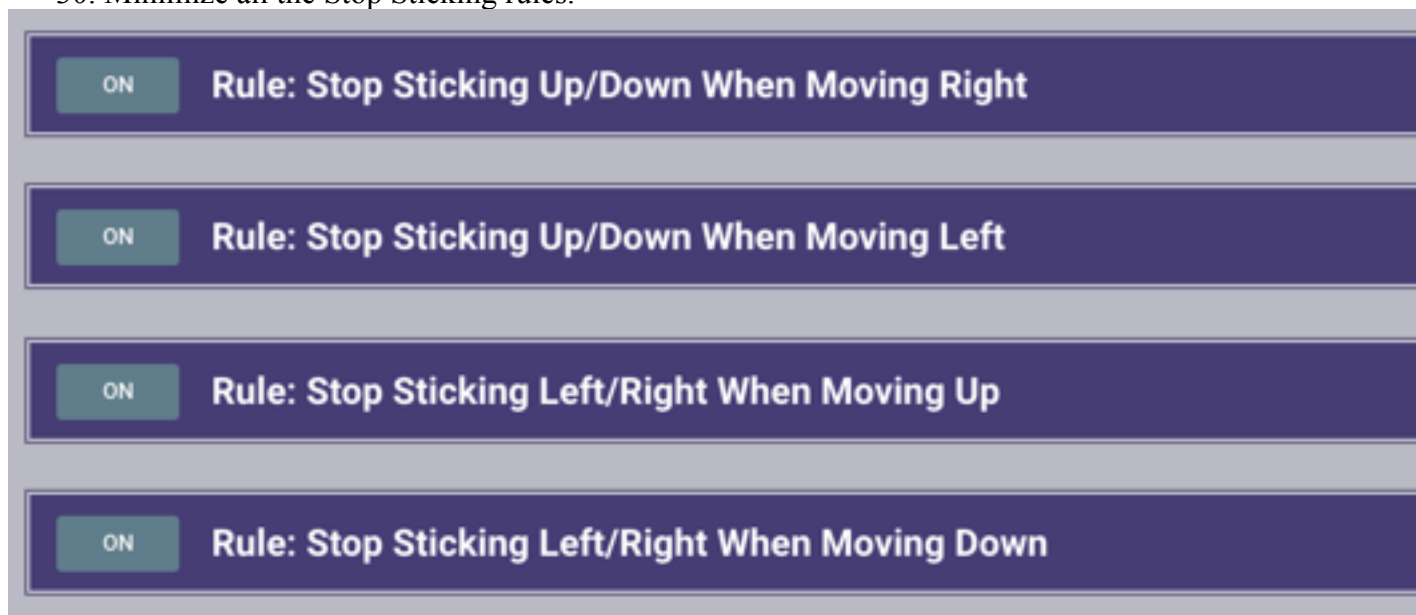 50. Minimize all the Stop Sticking rules.
ON Rule: Stop Sticking Up/Down When Moving Right
ON Rule: Stop Sticking Up/Down When Moving Left
ON Rule: Stop Sticking Left/Right When Moving Up
ON Rule: Stop Sticking Left/Right When Moving Down